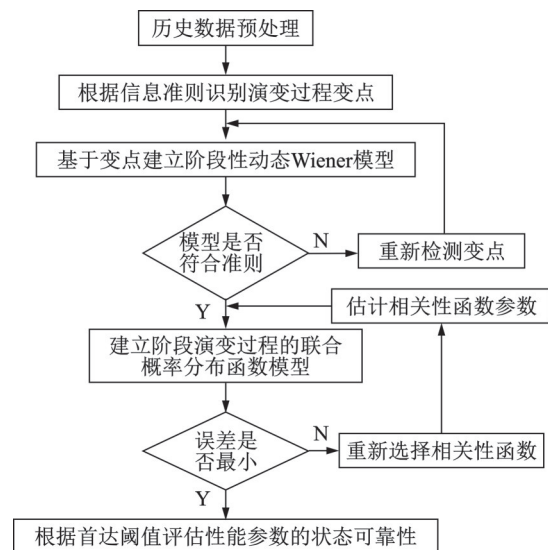 历史数据预处理
根据信息准则识别演变过程变点
基于变点建立阶段性动态Wiener模型
模型是否
符合准则
N
重新检测变点
Y
估计相关性函数参数
建立阶段演变过程的联合
概率分布函数模型
误差是
否最小
N
重新选择相关性函数
Y
根据首达阈值评估性能参数的状态可靠性